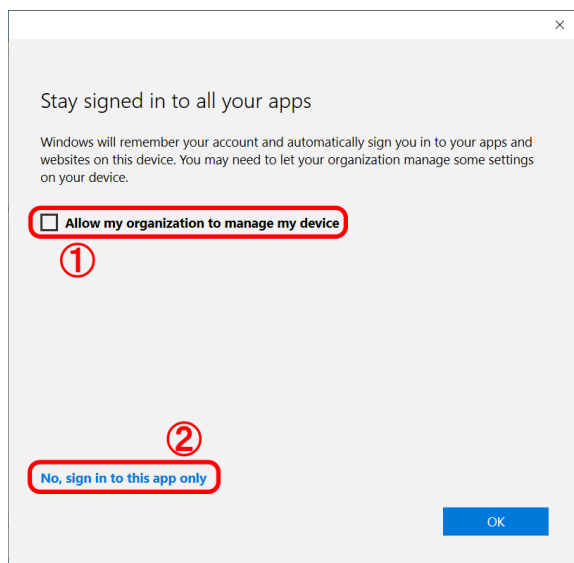 Stay signed in to all your apps
Windows will remember your account and automatically sign you in to your apps and
websites on this device. You may need to let your organization manage some settings
on your device.
Allow my organization to manage my device
①
②
No, sign in to this app only
OK